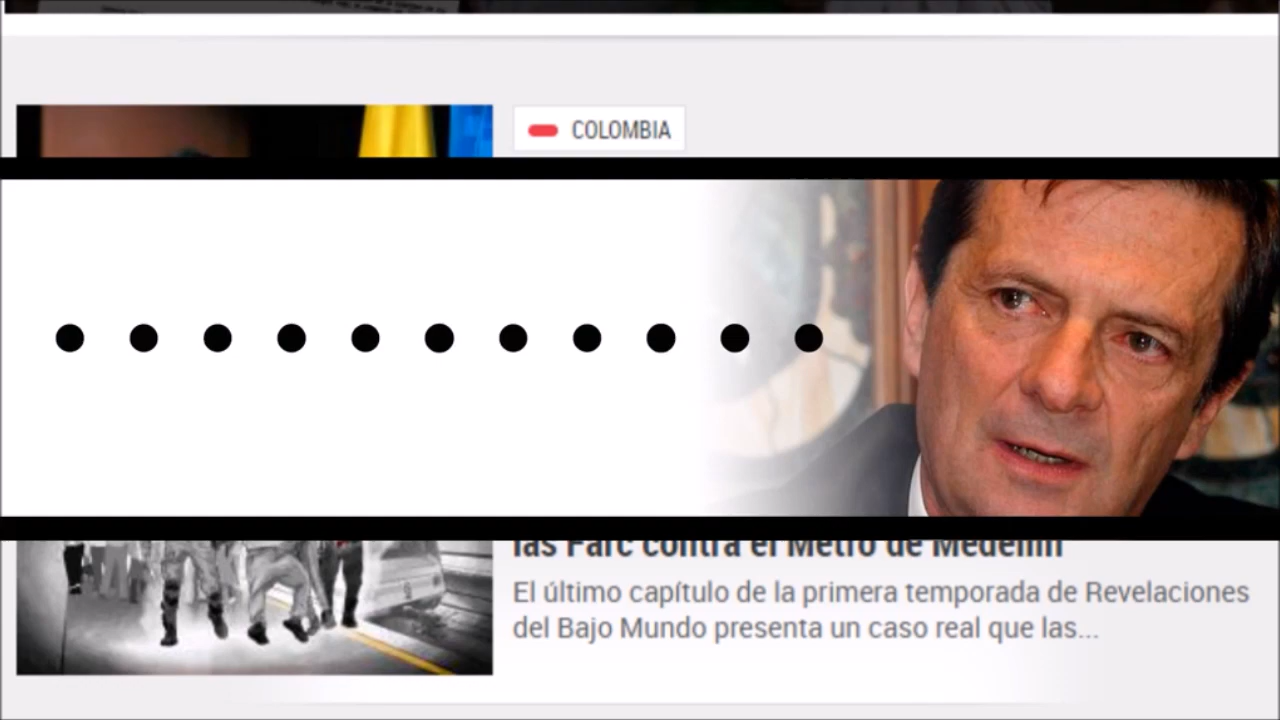 COLOMBIA
las Farc contra el Metro de Medellín
El último capítulo de la primera temporada de Revelaciones
del Bajo Mundo presenta un caso real que las...